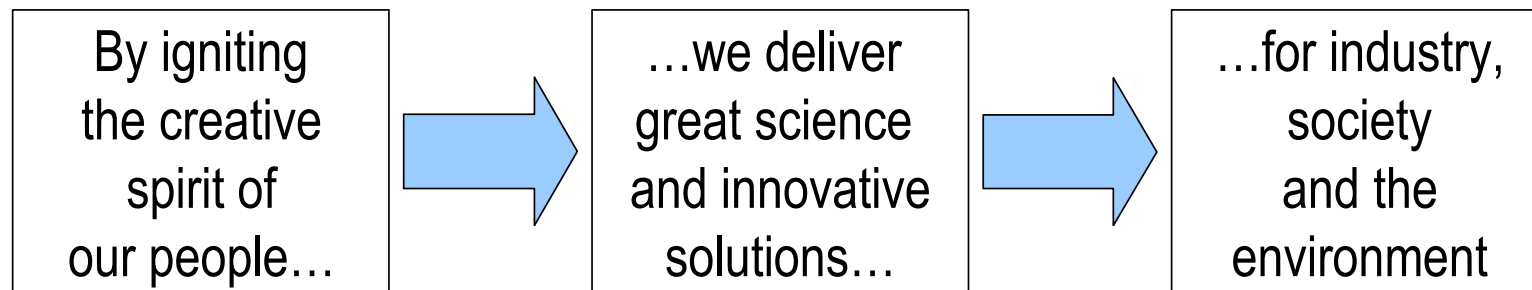 By igniting
the creative
spirit of
our people…
…we deliver
great science
and innovative
solutions…
…for industry,
society
and the
environment